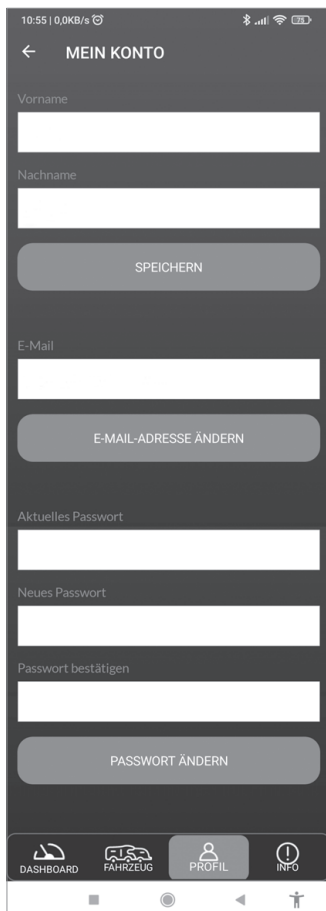 10:55 | 0,0KB/s
75
MEIN KONTO
Vorname
Nachname
SPEICHERN
E-Mail
E-MAIL-ADRESSE ÄNDERN
Aktuelles Passwort
Neues Passwort
Passwort bestätigen
PASSWORT ÄNDERN
DASHBOARD FAHRZEUG PROFIL INFO